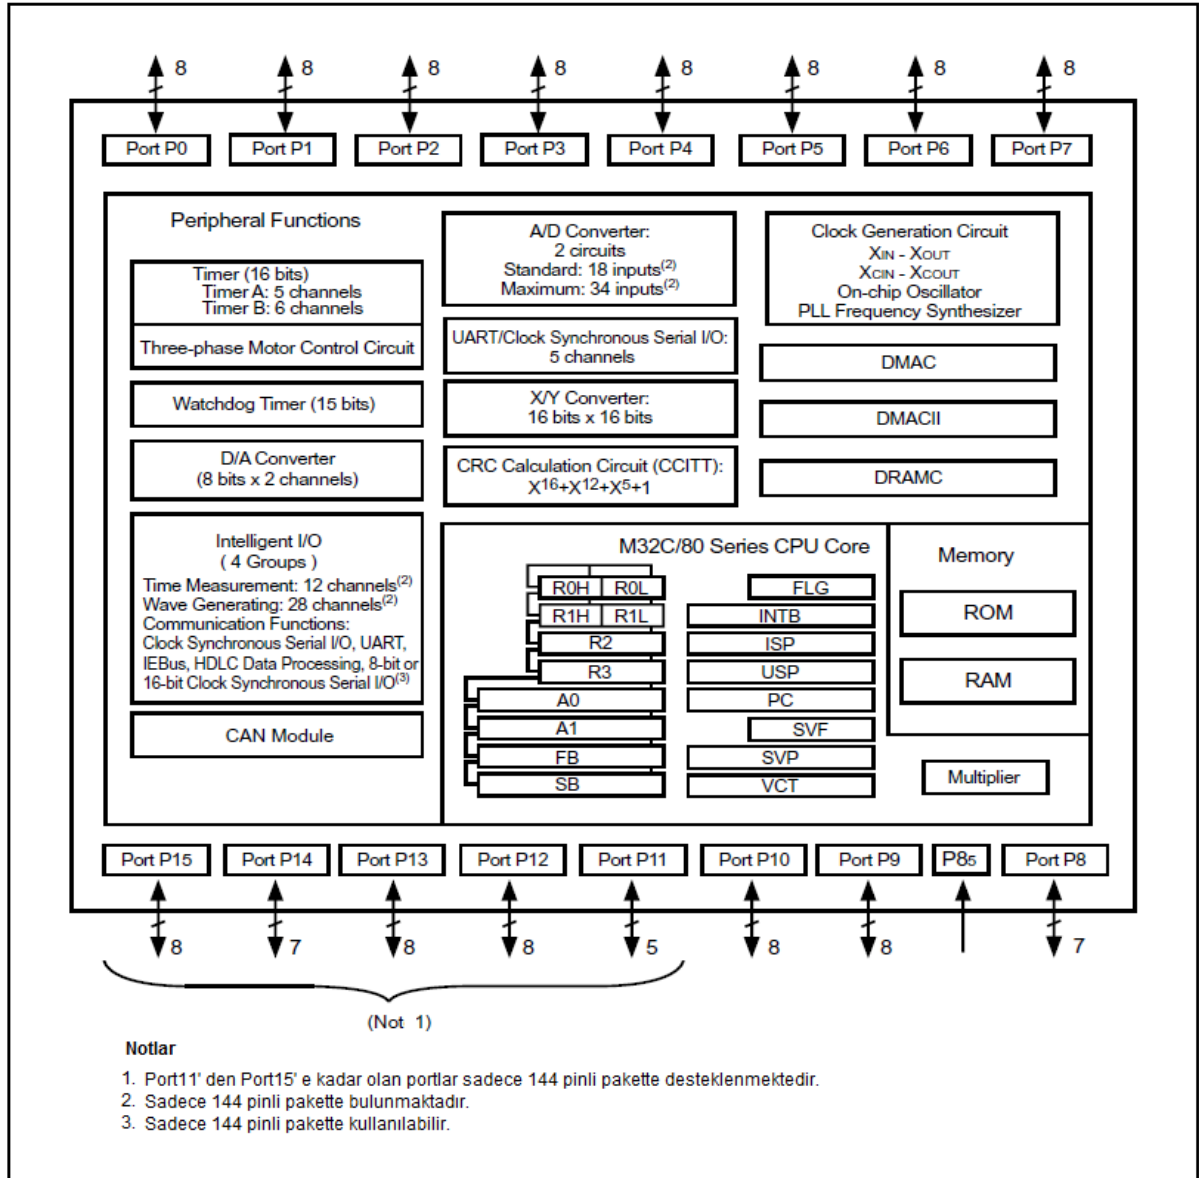 8 8 8 8 8 8 8 8
Port P0 Port P1 Port P2 Port P3 Port P4 Port P5 Port P6 Port P7
Peripheral Functions
Timer (16 bits)
Timer A: 5 channels
Timer B: 6 channels
Three-phase Motor Control Circuit
Watchdog Timer (15 bits)
D/A Converter
(8 bits x 2 channels)
Intelligent I/O
( 4 Groups )
Time Measurement: 12 channels(2)
Wave Generating: 28 channels(2)
Communication Functions:
Clock Synchronous Serial I/O, UART,
IEBus, HDLC Data Processing, 8-bit or
16-bit Clock Synchronous Serial I/O(3)
CAN Module
A/D Converter:
2 circuits
Standard: 18 inputs(2)
Maximum: 34 inputs(2)
UART/Clock Synchronous Serial I/O:
5 channels
X/Y Converter:
16 bits x 16 bits
CRC Calculation Circuit (CCITT):
X16+X12+X5+1
Clock Generation Circuit
XIN - XOUT
XCIN - XCOUT
On-chip Oscillator
PLL Frequency Synthesizer
DMAC
DMACII
DRAMC
M32C/80 Series CPU Core
R0H R0L
R1H R1L
R2
R3
A0
A1
FB
SB
FLG
INTB
ISP
USP
PC
SVF
SVP
VCT
Memory
ROM
RAM
Multiplier
Port P15 Port P14 Port P13 Port P12 Port P11 Port P10 Port P9 P85 Port P8
8 7 8 8 5 8 8 7
(Not 1)
Notlar
1. Port11' den Port15' e kadar olan portlar sadece 144 pinli pakette desteklenmektedir.
2. Sadece 144 pinli pakette bulunmaktadır.
3. Sadece 144 pinli pakette kullanılabilir.